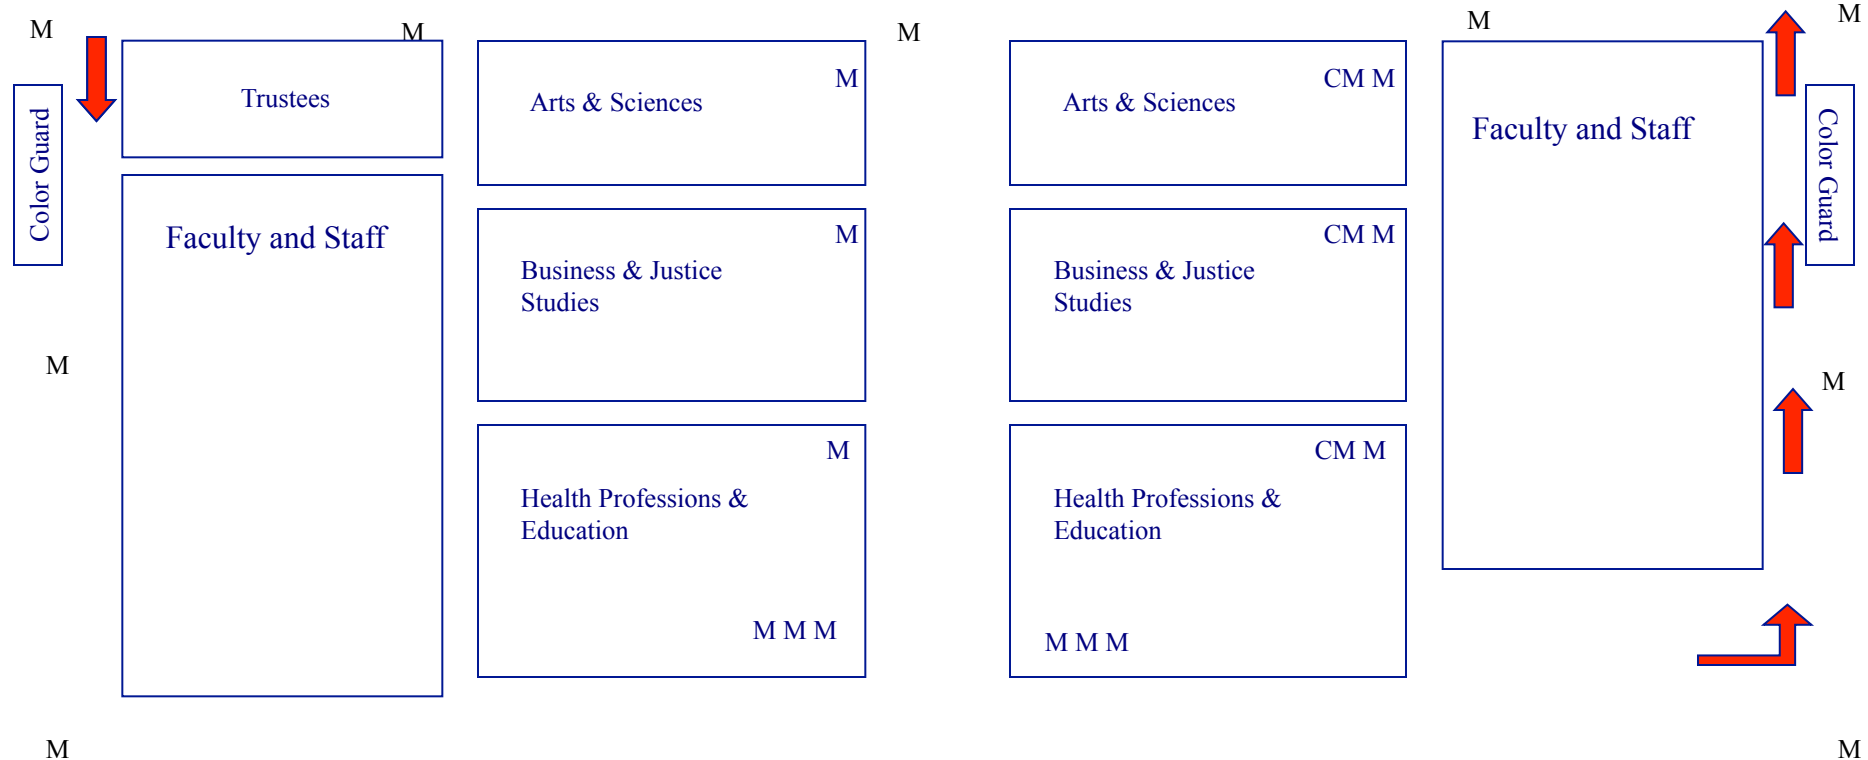 M
M
M
M
M
Trustees
Arts & Sciences
M
Arts & Sciences
CM M
Faculty and Staff
Color Guard
Color Guard
Faculty and Staff
M
Business & Justice
Studies
CM M
Business & Justice
Studies
M
M
M
Health Professions &
Education
M M M
CM M
Health Professions &
Education
M M M
M
M